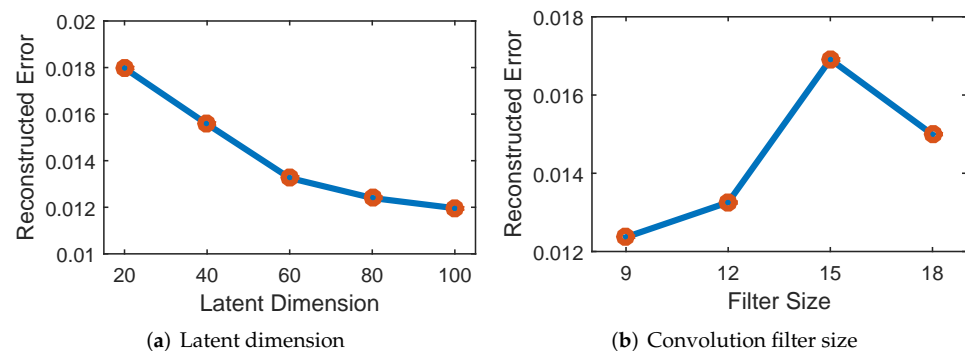 0.02
0.018
0.016
0.014
0.012
0.01
Reconstructed Error
20 40 60 80 100
Latent Dimension
(a) Latent dimension
0.018
0.016
0.014
0.012
Reconstructed Error
9 12 15 18
Filter Size
(b) Convolution filter size